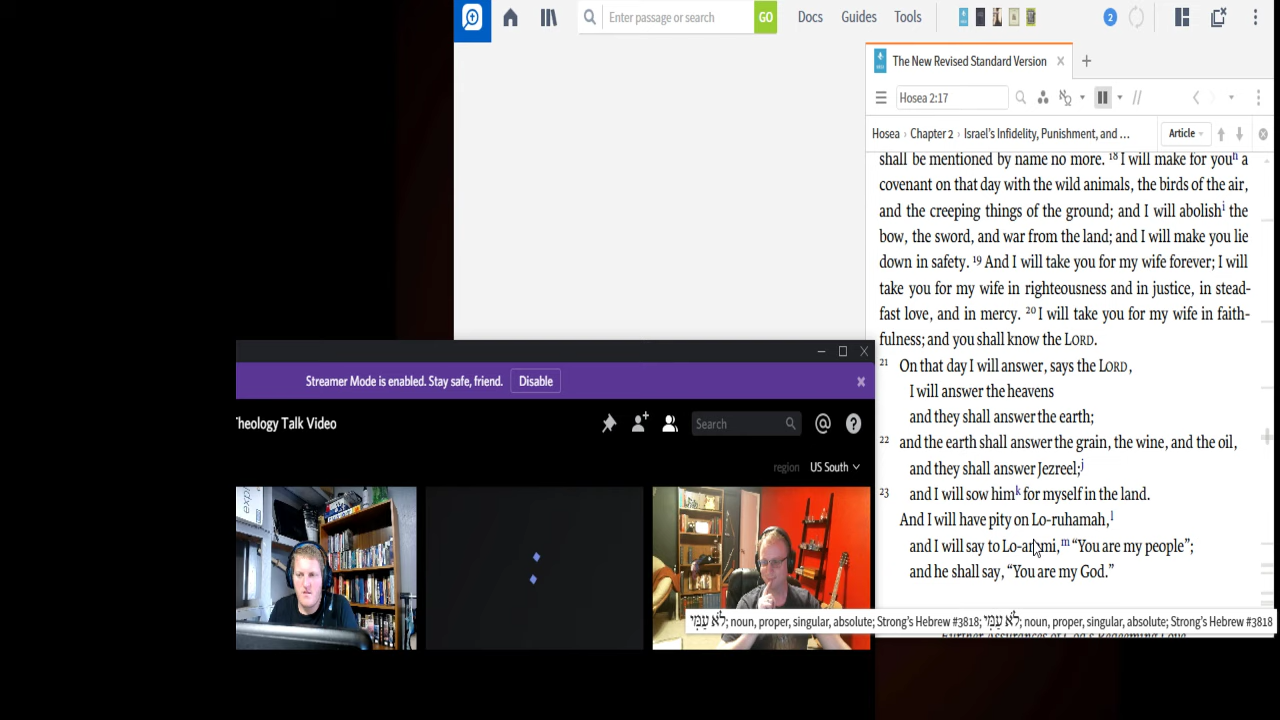 Enter passage or search
GO
Docs
Guides
Tools
2
The New Revised Standard Version
Hosea 2:17
Hosea › Chapter 2 › Israel's Infidelity, Punishment, and ...
Article
shall be mentioned by name no more. 18 I will make for you h a
covenant on that day with the wild animals, the birds of the air,
and the creeping things of the ground; and I will abolish i the
bow, the sword, and war from the land; and I will make you lie
down in safety. 19 And I will take you for my wife forever; I will
take you for my wife in righteousness and in justice, in stead-
fast love, and in mercy. 20 I will take you for my wife in faith-
fulness; and you shall know the LORD.
21 On that day I will answer, says the LORD,
I will answer the heavens
and they shall answer the earth;
22 and the earth shall answer the grain, the wine, and the oil,
and they shall answer Jezreel; j
23 and I will sow him k for myself in the land.
And I will have pity on Lo-ruhamah, l
and I will say to Lo-ammi, m “You are my people”;
and he shall say, “You are my God.”
לֹא עַמִּי; noun, proper, singular, absolute; Strong's Hebrew #3818; לֹא עַמִּי; noun, proper, singular, absolute; Strong's Hebrew #3818
Further Assurances of God's Redeeming Love
Streamer Mode is enabled. Stay safe, friend.
Disable
Theology Talk Video
Search
region
US South